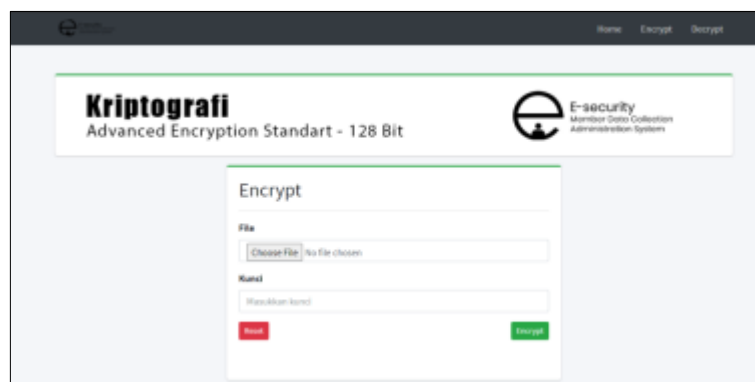 Home Encrypt Decrypt
Kriptografi
Advanced Encryption Standart - 128 Bit
E-security
Member Data Collection
Administration System
Encrypt
File
Choose File No file chosen
Kunci
Masukkan kunci
Reset Encrypt